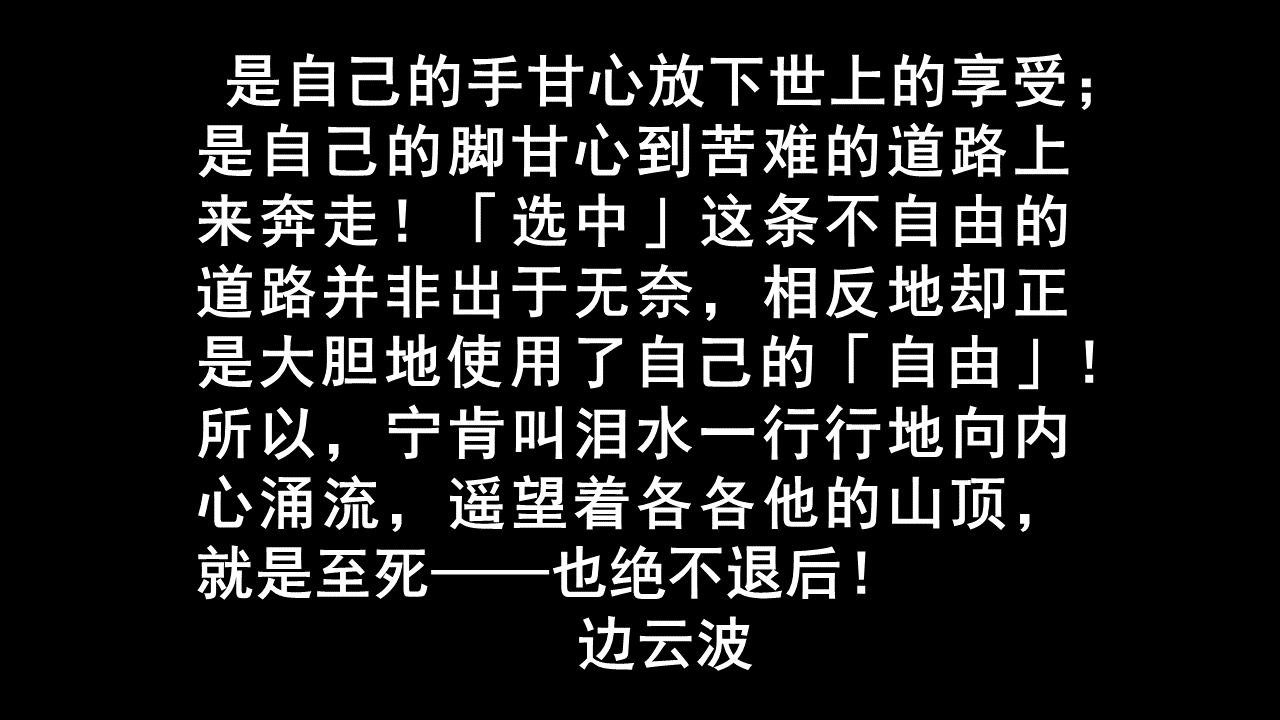 是自己的手甘心放下世上的享受；
是自己的脚甘心到苦难的道路上
来奔走！「选中」这条不自由的
道路并非出于无奈，相反地却正
是大胆地使用了自己的「自由」！
所以，宁肯叫泪水一行行地向内
心涌流，遥望着各各他的山顶，
就是至死——也绝不退后！
边云波